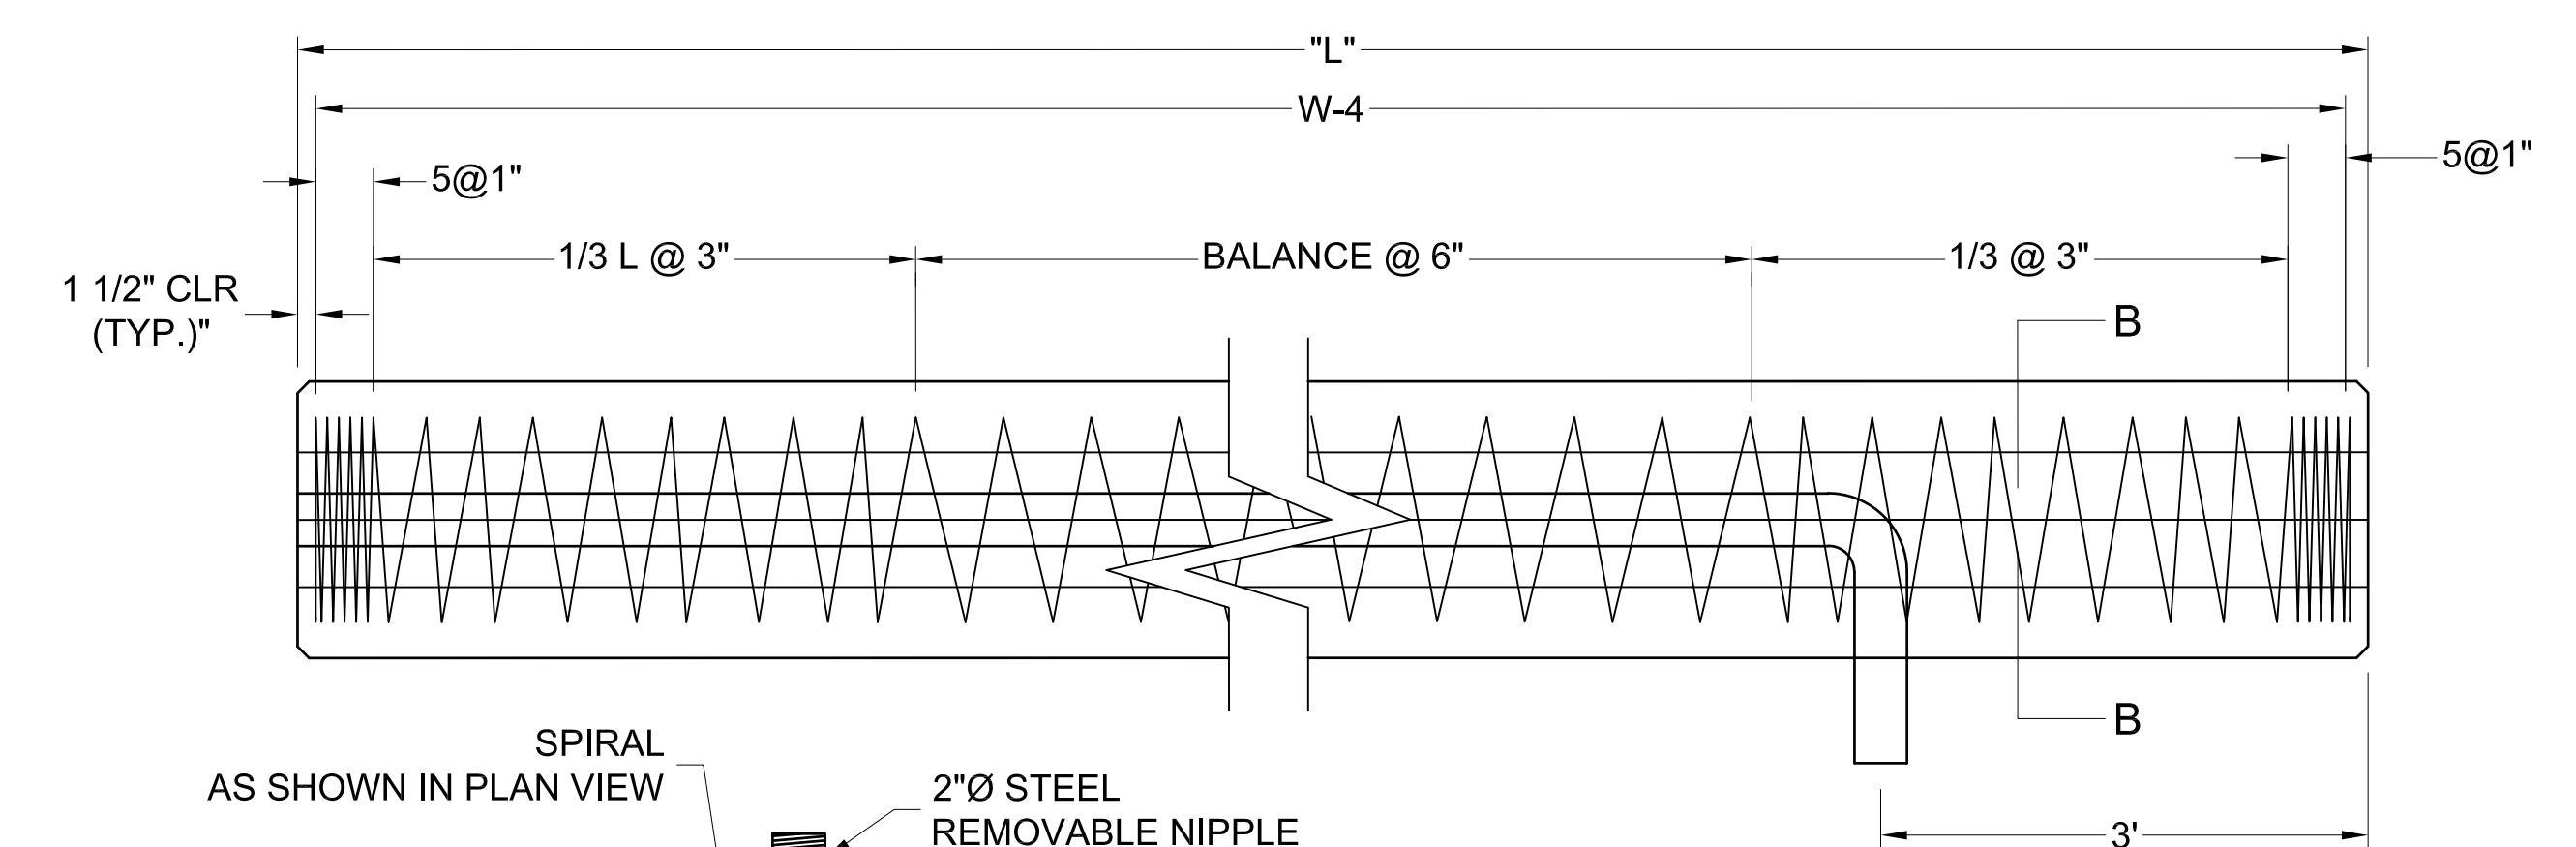 "L"
W-4
5@1"
5@1"
1/3 L @ 3"
BALANCE @ 6"
1/3 @ 3"
1 1/2" CLR
(TYP.)"
B
B
SPIRAL
AS SHOWN IN PLAN VIEW
2"Ø STEEL
REMOVABLE NIPPLE
3'